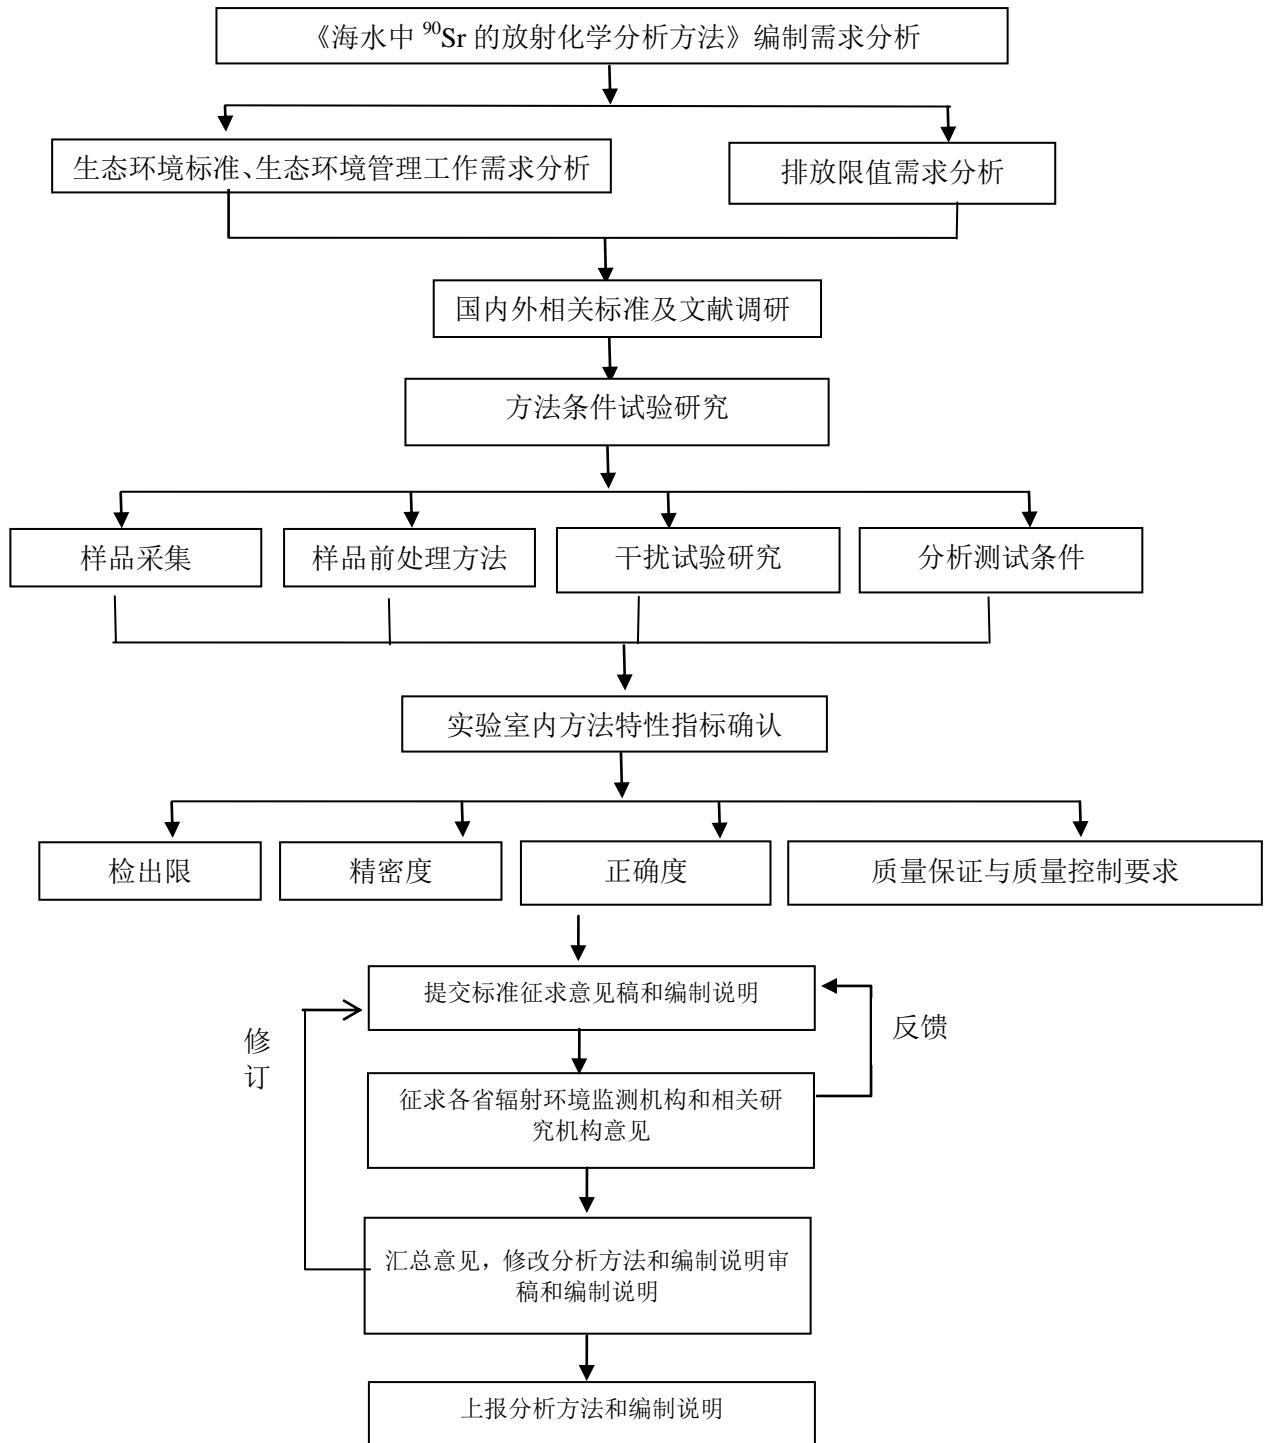 《海水中 ⁹⁰Sr 的放射化学分析方法》编制需求分析
生态环境标准、生态环境管理工作需求分析
排放限值需求分析
国内外相关标准及文献调研
方法条件试验研究
样品采集
样品前处理方法
干扰试验研究
分析测试条件
实验室内方法特性指标确认
检出限
精密度
正确度
质量保证与质量控制要求
提交标准征求意见稿和编制说明
反馈
修
订
征求各省辐射环境监测机构和相关研
究机构意见
汇总意见，修改分析方法和编制说明审
稿和编制说明
上报分析方法和编制说明